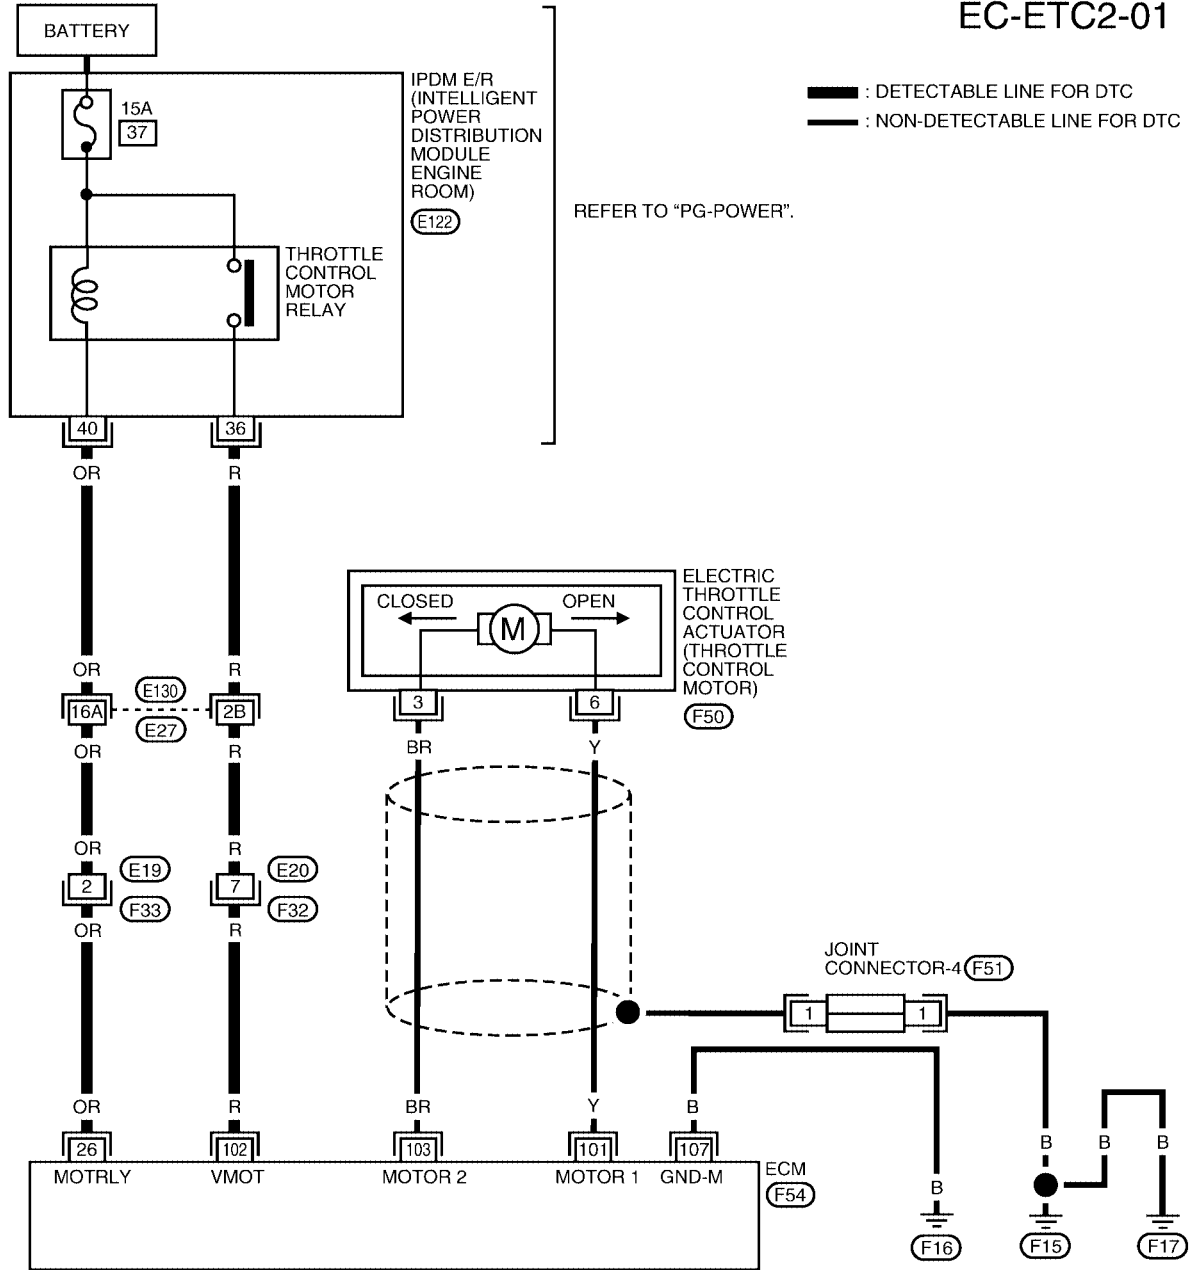 EC-ETC2-01
BATTERY
: DETECTABLE LINE FOR DTC
: NON-DETECTABLE LINE FOR DTC
15A
37
IPDM E/R
(INTELLIGENT
POWER
DISTRIBUTION
MODULE
ENGINE
ROOM)
E122
REFER TO “PG-POWER”.
THROTTLE
CONTROL
MOTOR
RELAY
40 36
OR R
ELECTRIC
THROTTLE
CONTROL
ACTUATOR
(THROTTLE
CONTROL
MOTOR)
F50
CLOSED OPEN
M
OR R
E130
16A 2B
E27
3 6
OR R BR Y
OR R
E19 E20
2 7
F33 F32
OR R
JOINT
CONNECTOR-4 F51
1 1
OR R BR Y B
B B B
26 102 103 101 107
MOTRLY VMOT MOTOR 2 MOTOR 1 GND-M
ECM
F54
B
F16 F15 F17